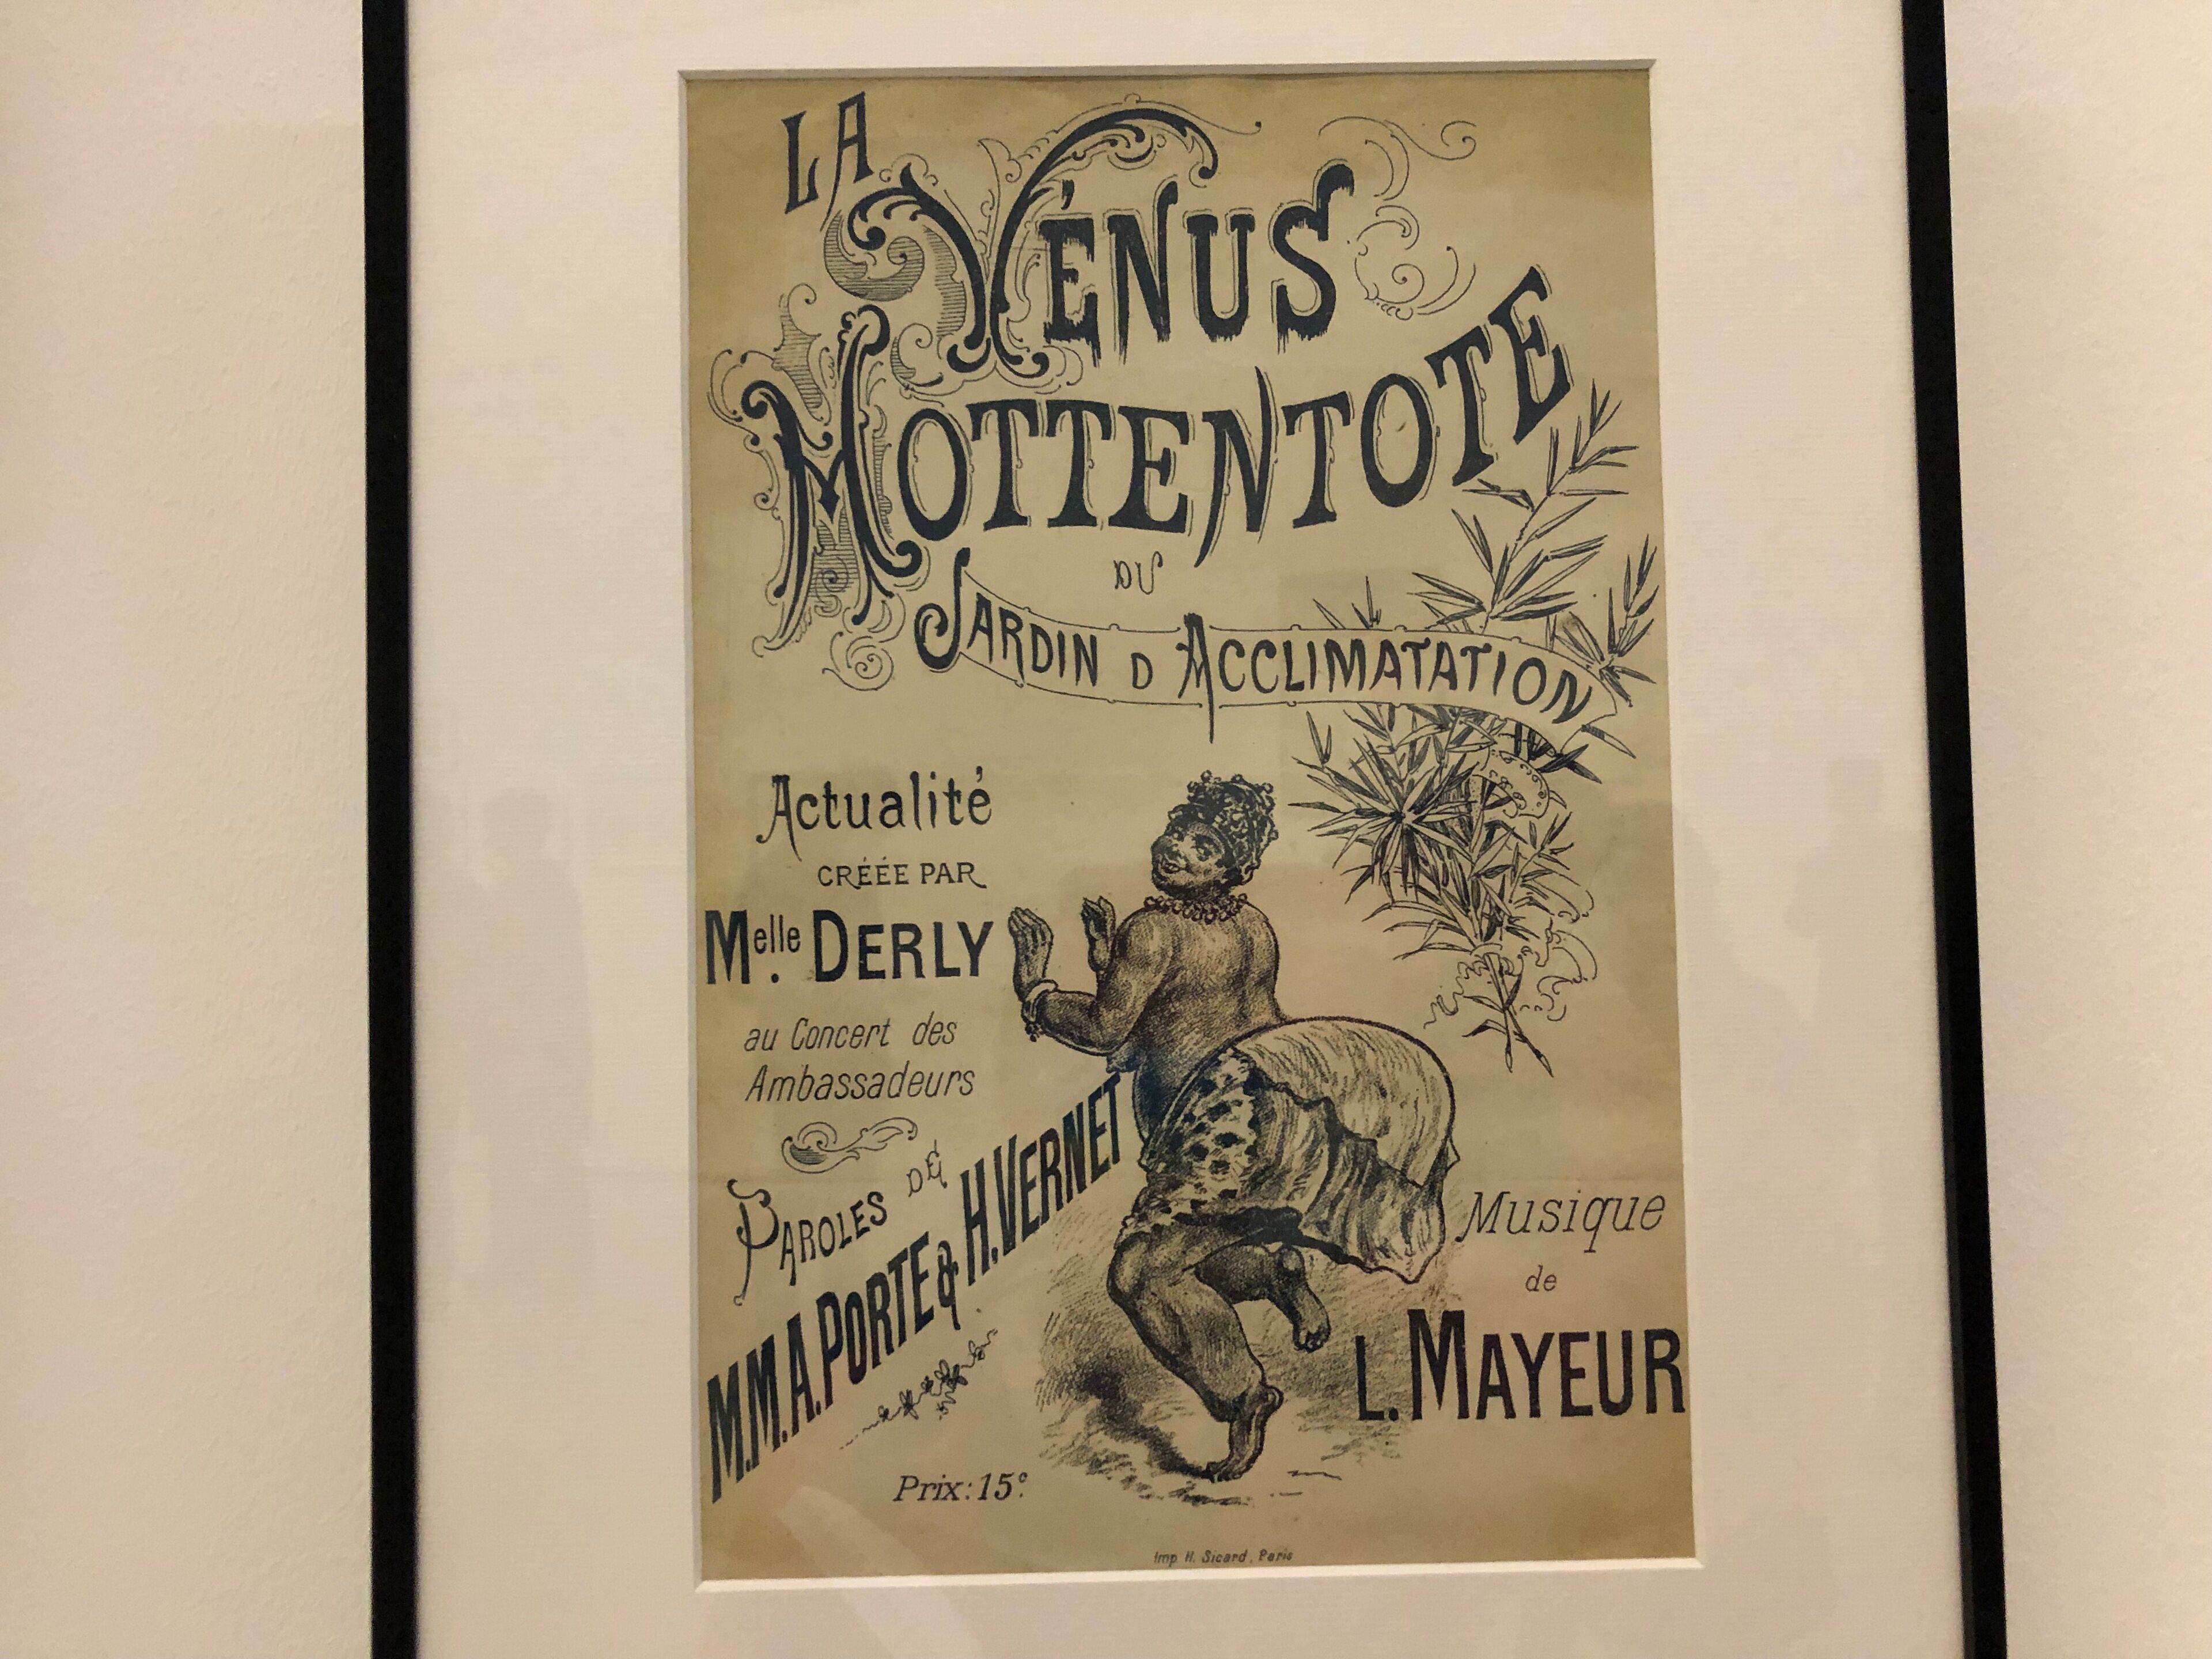 LA
VÉNUS
HOTTENTOTE
DU
JARDIN D ACCLIMATATION
Actualité
CRÉÉE PAR
Melle. DERLY
au Concert des
Ambassadeurs
PAROLES DE
M.M.A.PORTE & H.VERNET
Musique
de
L. MAYEUR
Prix: 15c.
Imp. H. Sicard, Paris